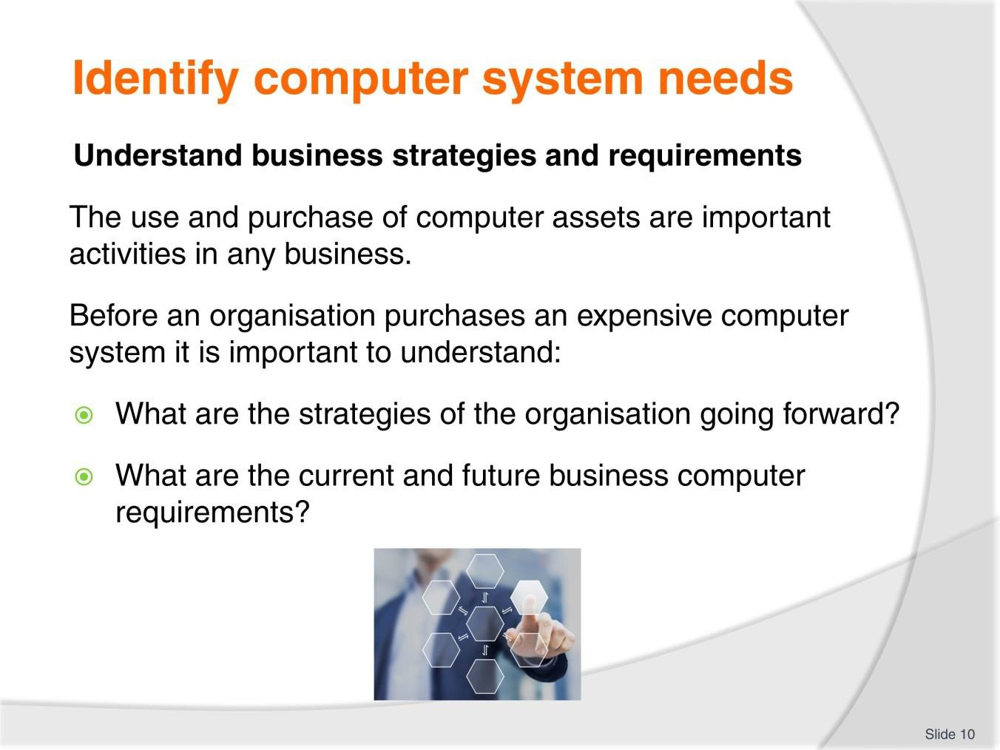 Identify computer system needs
Understand business strategies and requirements
The use and purchase of computer assets are important
activities in any business.
Before an organisation purchases an expensive computer
system it is important to understand:
What are the strategies of the organisation going forward?
What are the current and future business computer
requirements?
Slide 10